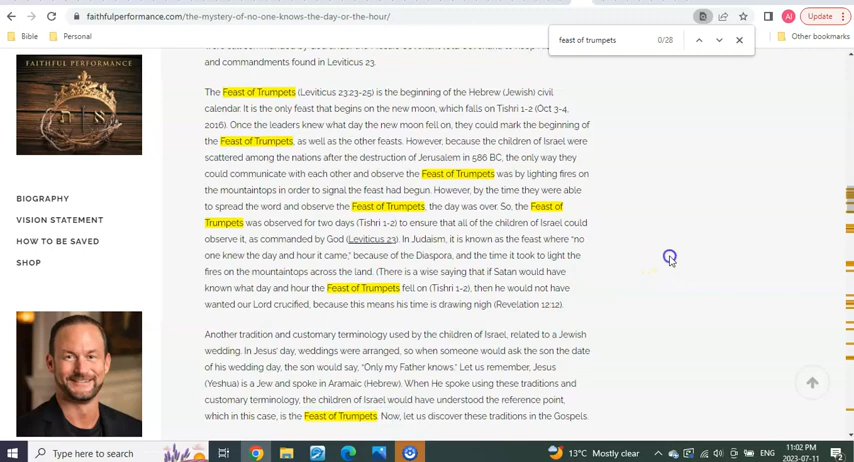 faithfulperformance.com/the-mystery-of-no-one-knows-the-day-or-the-hour/
Update
Bible
Personal
feast of trumpets
0/28
Other bookmarks
FAITHFUL PERFORMANCE
BIOGRAPHY
VISION STATEMENT
HOW TO BE SAVED
SHOP
and commandments found in Leviticus 23.
The Feast of Trumpets (Leviticus 23:23-25) is the beginning of the Hebrew (Jewish) civil
calendar. It is the only feast that begins on the new moon, which falls on Tishri 1-2 (Oct 3-4,
2016). Once the leaders knew what day the new moon fell on, they could mark the beginning of
the Feast of Trumpets, as well as the other feasts. However, because the children of Israel were
scattered among the nations after the destruction of Jerusalem in 586 BC, the only way they
could communicate with each other and observe the Feast of Trumpets was by lighting fires on
the mountaintops in order to signal the feast had begun. However, by the time they were able
to spread the word and observe the Feast of Trumpets, the day was over. So, the Feast of
Trumpets was observed for two days (Tishri 1-2) to ensure that all of the children of Israel could
observe it, as commanded by God (Leviticus 23). In Judaism, it is known as the feast where “no
one knew the day and hour it came,” because of the Diaspora, and the time it took to light the
fires on the mountaintops across the land. (There is a wise saying that if Satan would have
known what day and hour the Feast of Trumpets fell on (Tishri 1-2), then he would not have
wanted our Lord crucified, because this means his time is drawing nigh (Revelation 12:12).
Another tradition and customary terminology used by the children of Israel, related to a Jewish
wedding. In Jesus’ day, weddings were arranged, so when someone would ask the son the date
of his wedding day, the son would say, “Only my Father knows.” Let us remember, Jesus
(Yeshua) is a Jew and spoke in Aramaic (Hebrew). When He spoke using these traditions and
customary terminology, the children of Israel would have understood the reference point,
which in this case, is the Feast of Trumpets. Now, let us discover these traditions in the Gospels.
Type here to search
13°C Mostly clear
ENG
11:02 PM
2023-07-11